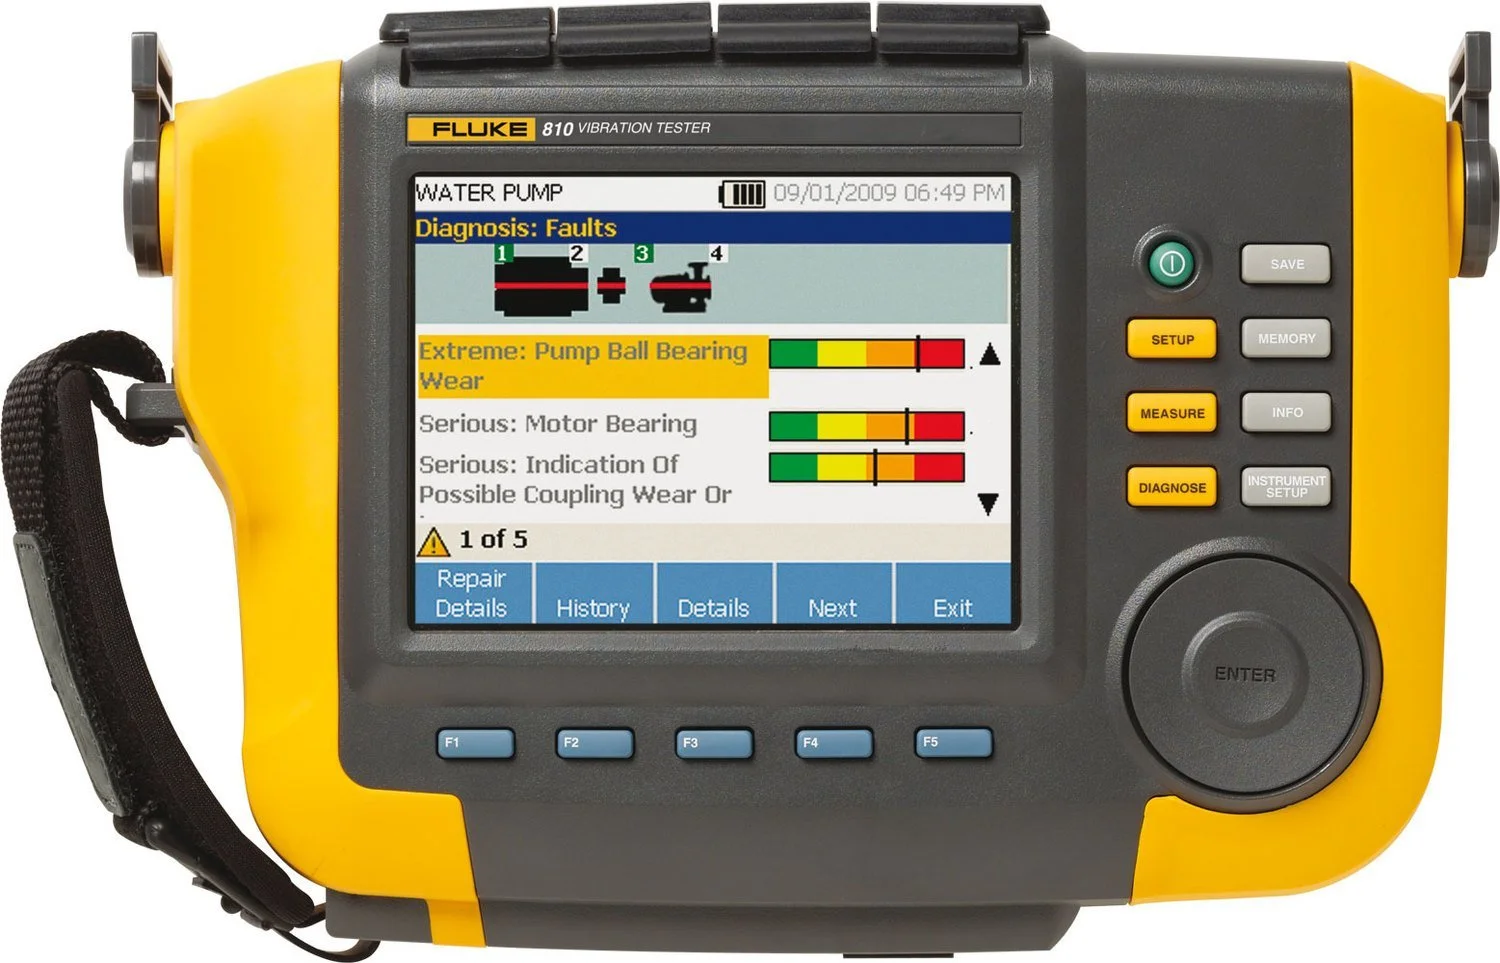 FLUKE 810 VIBRATION TESTER
WATER PUMP 09/01/2009 06:49 PM
Diagnosis: Faults
1 2 3 4
Extreme: Pump Ball Bearing
Wear
Serious: Motor Bearing
Serious: Indication Of
Possible Coupling Wear Or
1 of 5
Repair
Details History Details Next Exit
F1 F2 F3 F4 F5
SAVE
SETUP MEMORY
MEASURE INFO
DIAGNOSE INSTRUMENT
SETUP
ENTER